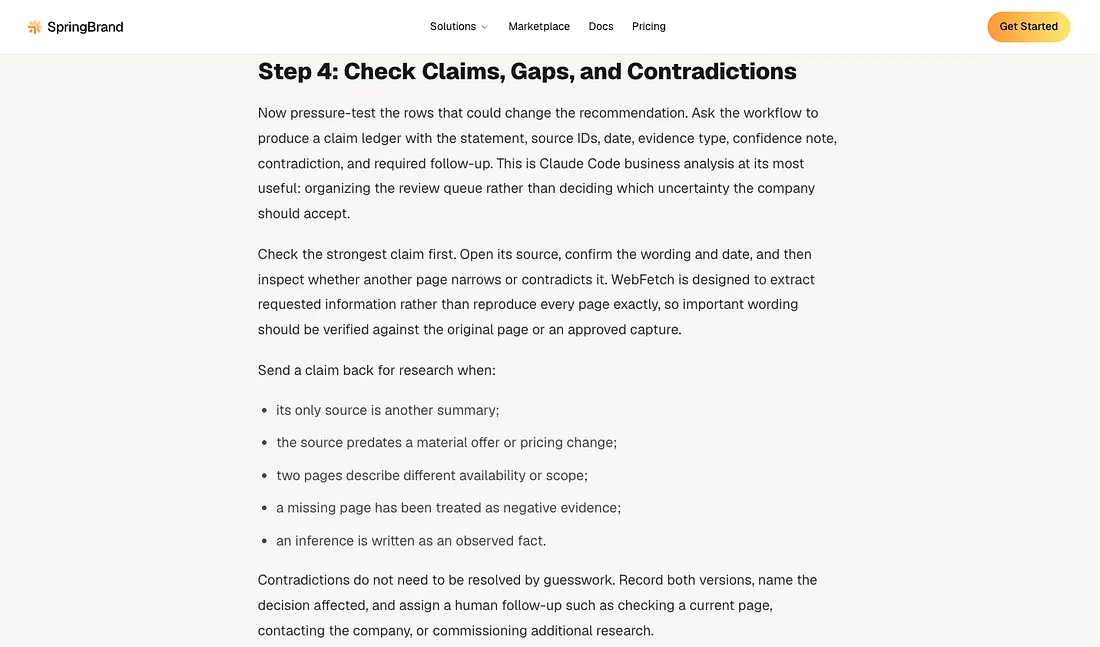 SpringBrand
Solutions
Marketplace
Docs
Pricing
Get Started
Step 4: Check Claims, Gaps, and Contradictions
Now pressure-test the rows that could change the recommendation. Ask the workflow to
produce a claim ledger with the statement, source IDs, date, evidence type, confidence note,
contradiction, and required follow-up. This is Claude Code business analysis at its most
useful: organizing the review queue rather than deciding which uncertainty the company
should accept.
Check the strongest claim first. Open its source, confirm the wording and date, and then
inspect whether another page narrows or contradicts it. WebFetch is designed to extract
requested information rather than reproduce every page exactly, so important wording
should be verified against the original page or an approved capture.
Send a claim back for research when:
• its only source is another summary;
• the source predates a material offer or pricing change;
• two pages describe different availability or scope;
• a missing page has been treated as negative evidence;
• an inference is written as an observed fact.
Contradictions do not need to be resolved by guesswork. Record both versions, name the
decision affected, and assign a human follow-up such as checking a current page,
contacting the company, or commissioning additional research.